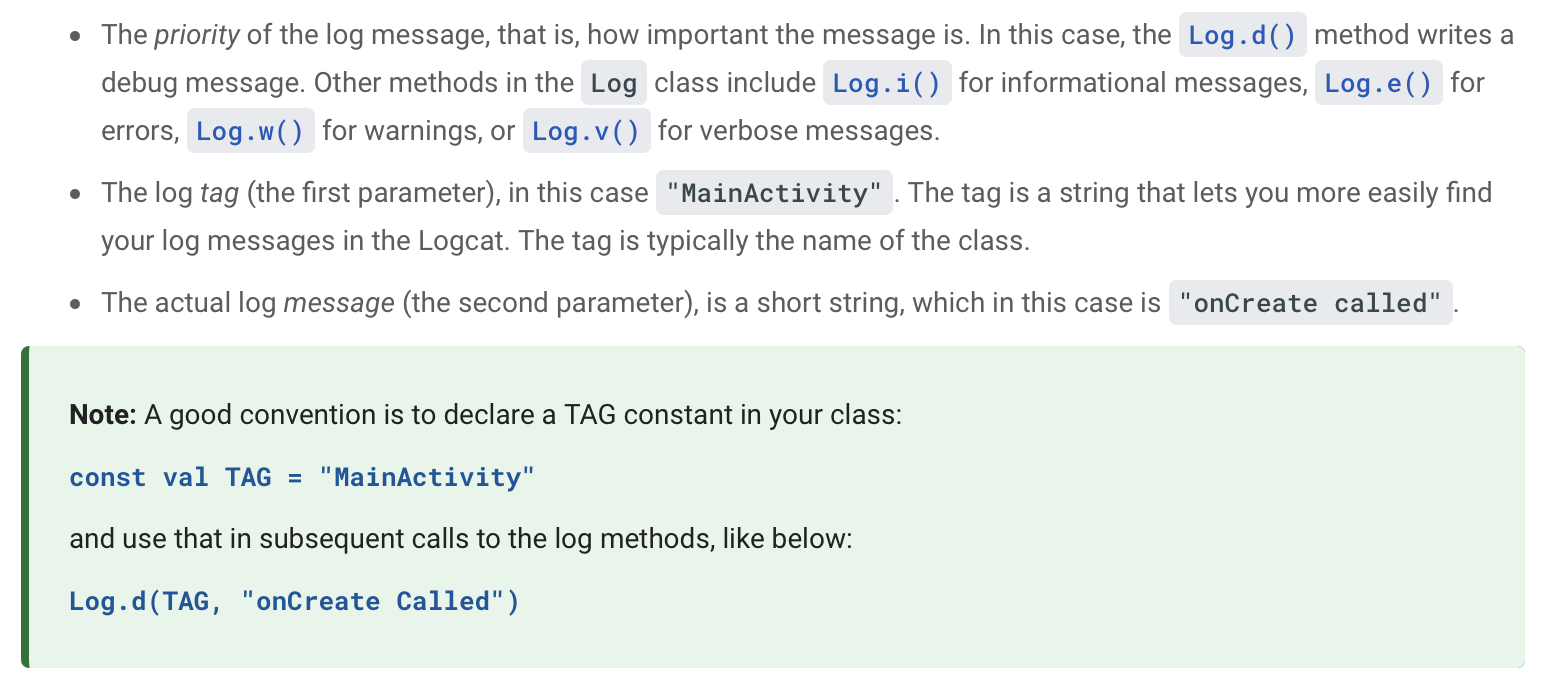 The priority of the log message, that is, how important the message is. In this case, the Log.d() method writes a
debug message. Other methods in the Log class include Log.i() for informational messages, Log.e() for
errors, Log.w() for warnings, or Log.v() for verbose messages.
The log tag (the first parameter), in this case "MainActivity". The tag is a string that lets you more easily find
your log messages in the Logcat. The tag is typically the name of the class.
The actual log message (the second parameter), is a short string, which in this case is "onCreate called".
Note: A good convention is to declare a TAG constant in your class:
const val TAG = "MainActivity"
and use that in subsequent calls to the log methods, like below:
Log.d(TAG, "onCreate Called")